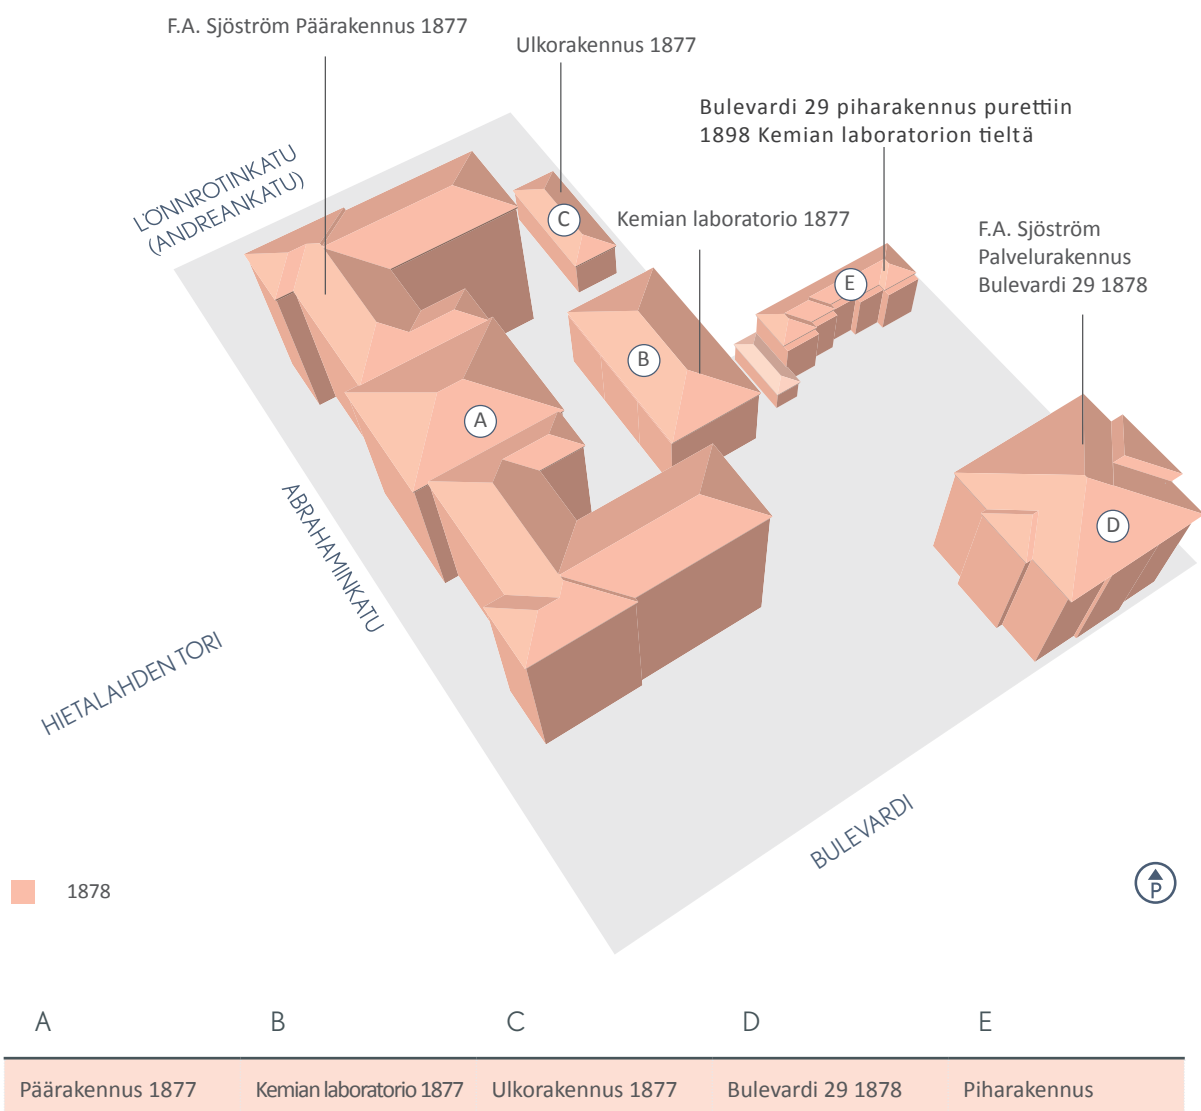 F.A. Sjöström Päärakennus 1877
Ulkorakennus 1877
Bulevardi 29 piharakennus purettiin
1898 Kemian laboratorion tieltä
Kemian laboratorio 1877
F.A. Sjöström
Palvelurakennus
Bulevardi 29 1878
LÖNNROTINKATU
(ANDREANKATU)
C
E
B
A
D
ABRAHAMINKATU
HIETALAHDEN TORI
BULEVARDI
1878
P
A B C D E
Päärakennus 1877 Kemian laboratorio 1877 Ulkorakennus 1877 Bulevardi 29 1878 Piharakennus